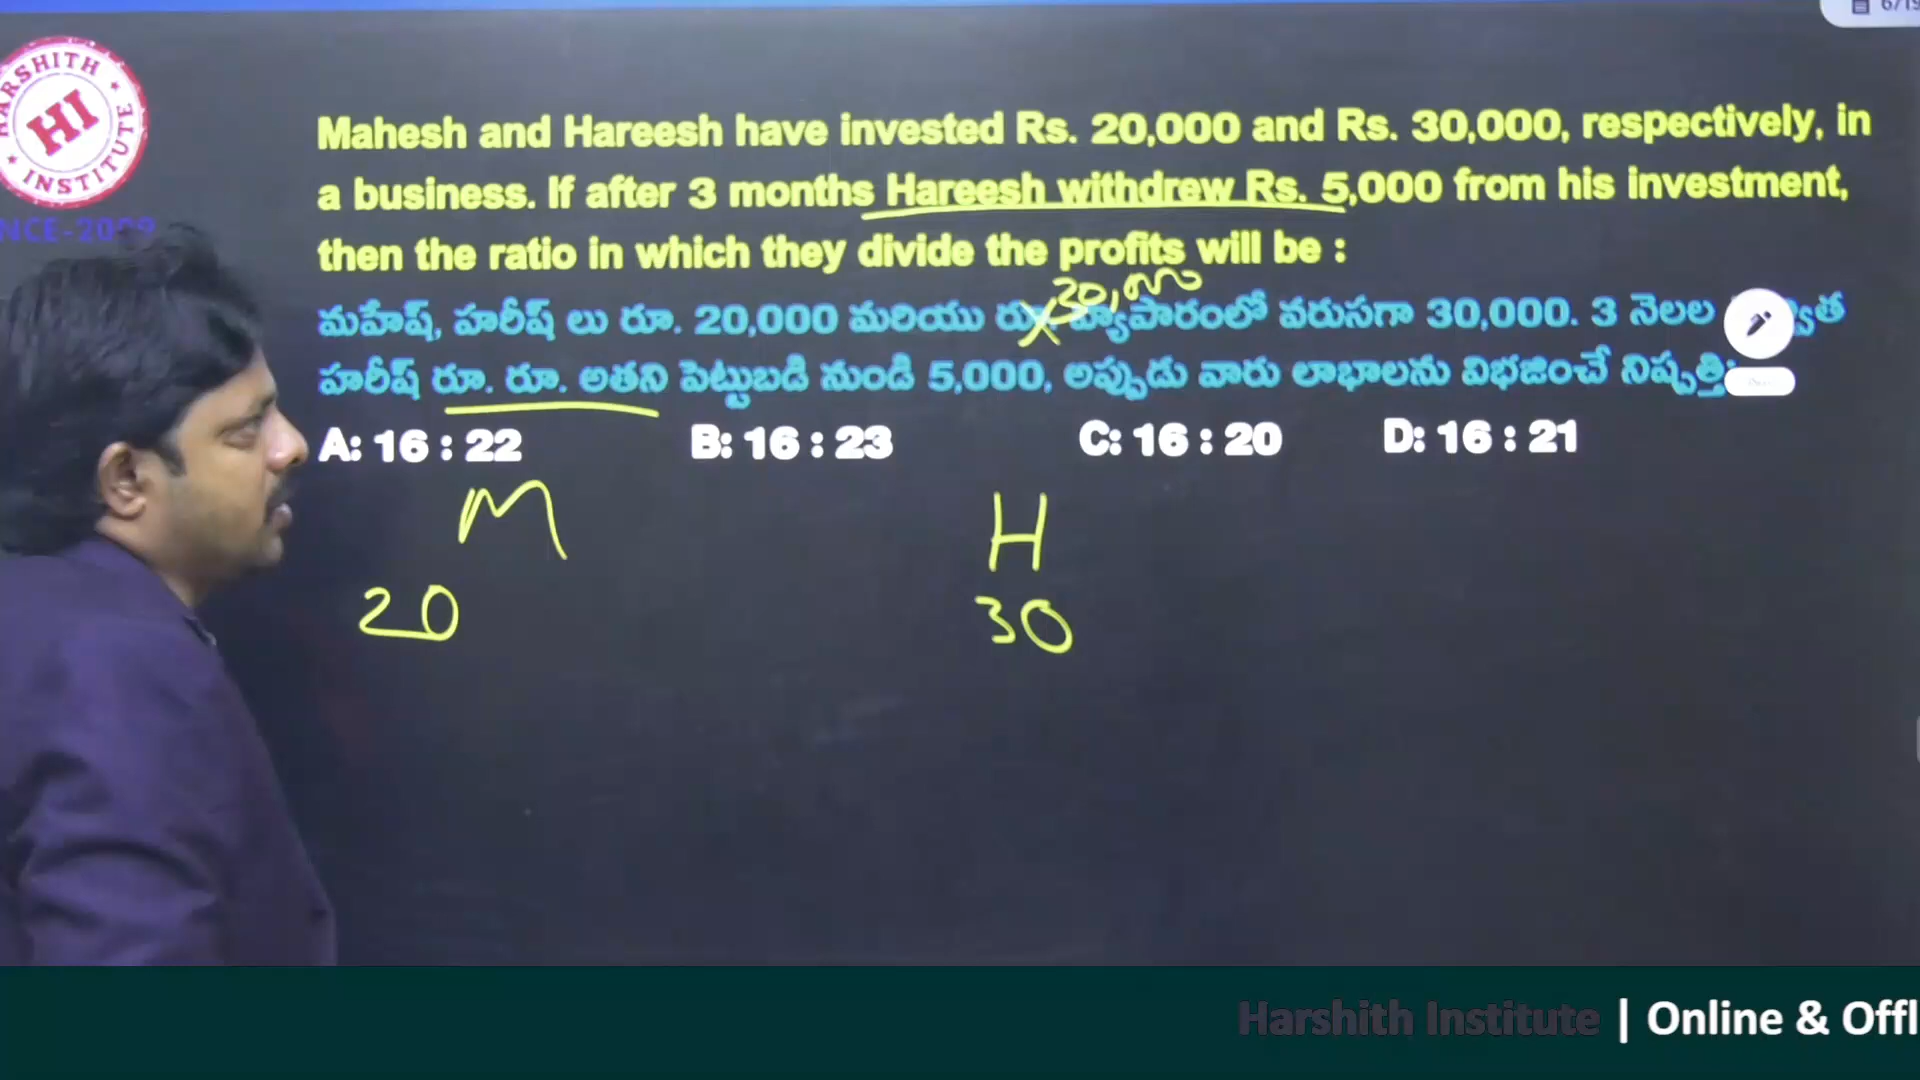 6/19
HARSHITH
HI
INSTITUTE
NCE-2009
Mahesh and Hareesh have invested Rs. 20,000 and Rs. 30,000, respectively, in
a business. If after 3 months Hareesh withdrew Rs. 5,000 from his investment,
then the ratio in which they divide the profits will be :
30,000
మహేష్, హరీష్ లు రూ. 20,000 మరియు వ్యాపారంలో వరుసగా 30,000. 3 నెలల
హరీష్ రూ. రూ. అతని పెట్టుబడి నుండి 5,000, అప్పుడు వారు లాభాలను విభజించే నిష్పత్తి:
A: 16 : 22 B: 16 : 23 C: 16 : 20 D: 16 : 21
M H
20 30
Harshith Institute | Online & Offl